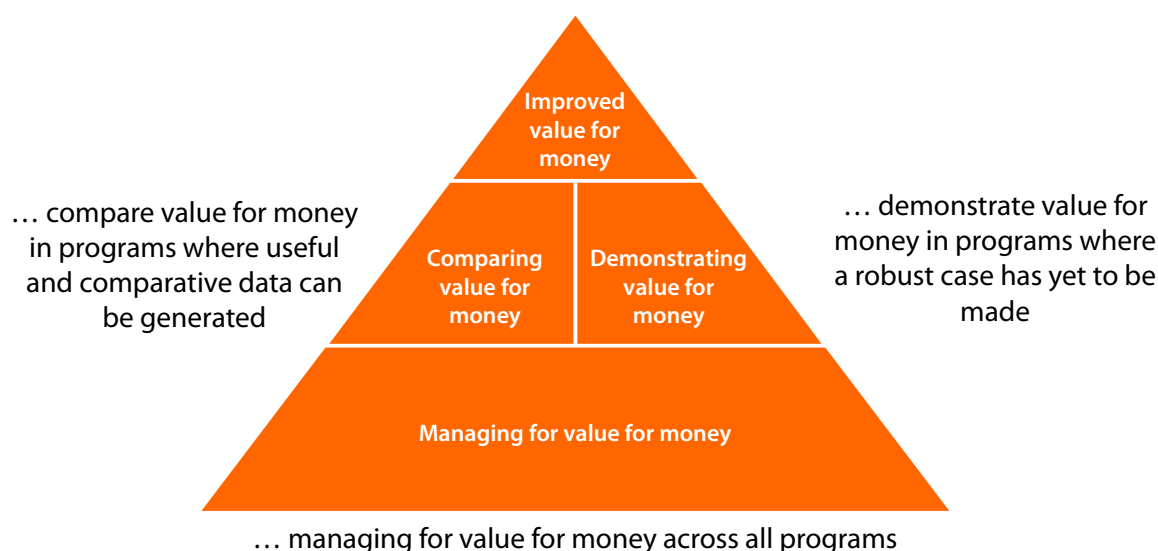 Improved
value for
money
… compare value for money
in programs where useful
and comparative data can
be generated
Comparing
value for
money
Demonstrating
value for
money
… demonstrate value for
money in programs where
a robust case has yet to be
made
Managing for value for money
… managing for value for money across all programs